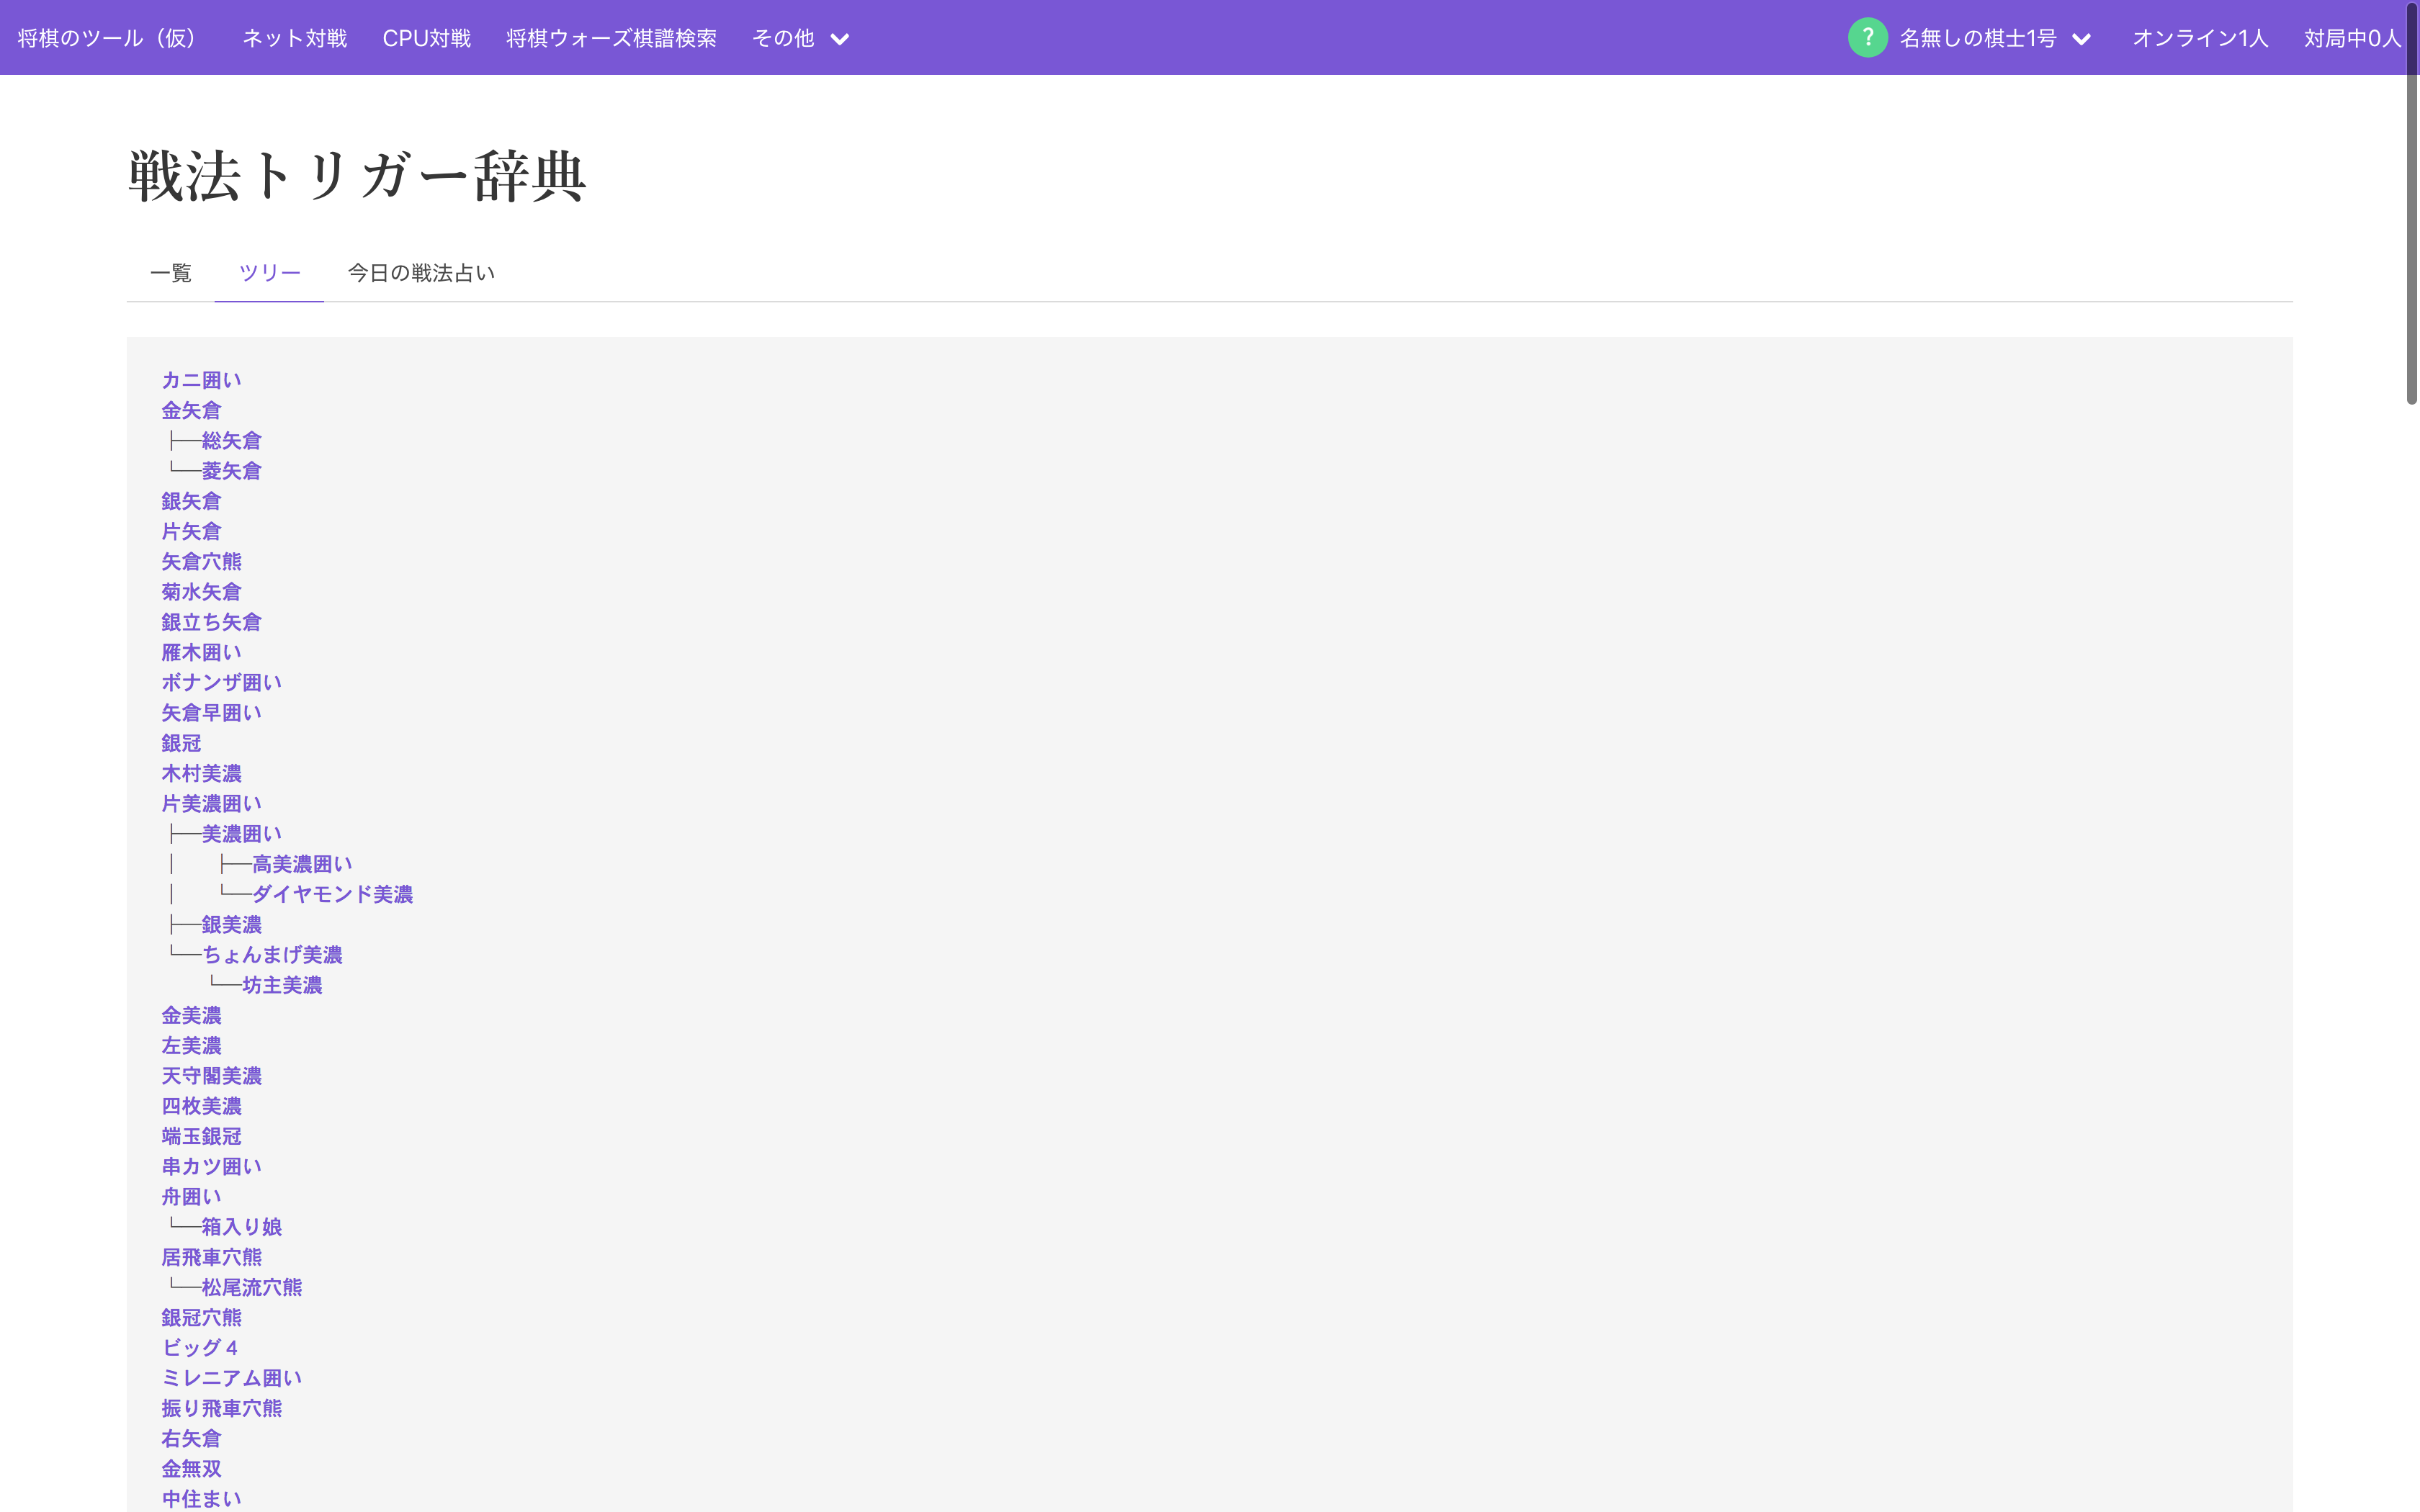 将棋のツール（仮） ネット対戦 CPU対戦 将棋ウォーズ棋譜検索 その他 ? 名無しの棋士1号 オンライン1人 対局中0人
戦法トリガー辞典
一覧 ツリー 今日の戦法占い
カニ囲い
金矢倉
├─総矢倉
└─菱矢倉
銀矢倉
片矢倉
矢倉穴熊
菊水矢倉
銀立ち矢倉
雁木囲い
ボナンザ囲い
矢倉早囲い
銀冠
木村美濃
片美濃囲い
├─美濃囲い
│　├─高美濃囲い
│　└─ダイヤモンド美濃
├─銀美濃
└─ちょんまげ美濃
　　└─坊主美濃
金美濃
左美濃
天守閣美濃
四枚美濃
端玉銀冠
串カツ囲い
舟囲い
└─箱入り娘
居飛車穴熊
└─松尾流穴熊
銀冠穴熊
ビッグ４
ミレニアム囲い
振り飛車穴熊
右矢倉
金無双
中住まい